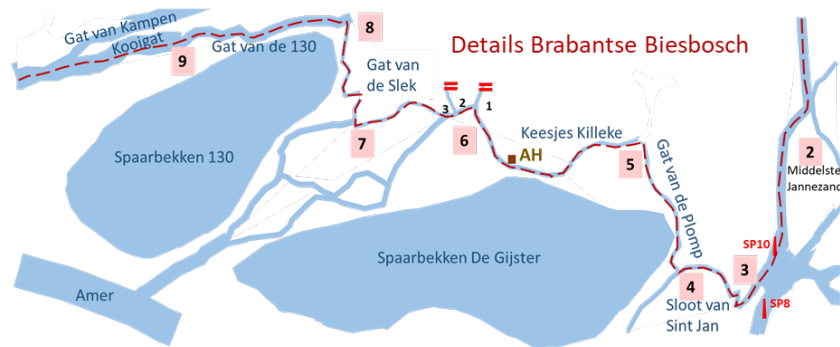 Details Brabantse Biesbosch
Gat van Kampen
Kooigat
Gat van de 130
9
8
Gat van
de Slek
7
3
2
1
6
Keesjes Killeke
AH
5
Gat van de Plomp
2
Middelste
Jannezand
SP10
3
SP8
4
Sloot van
Sint Jan
Spaarbekken 130
Spaarbekken De Gijster
Amer